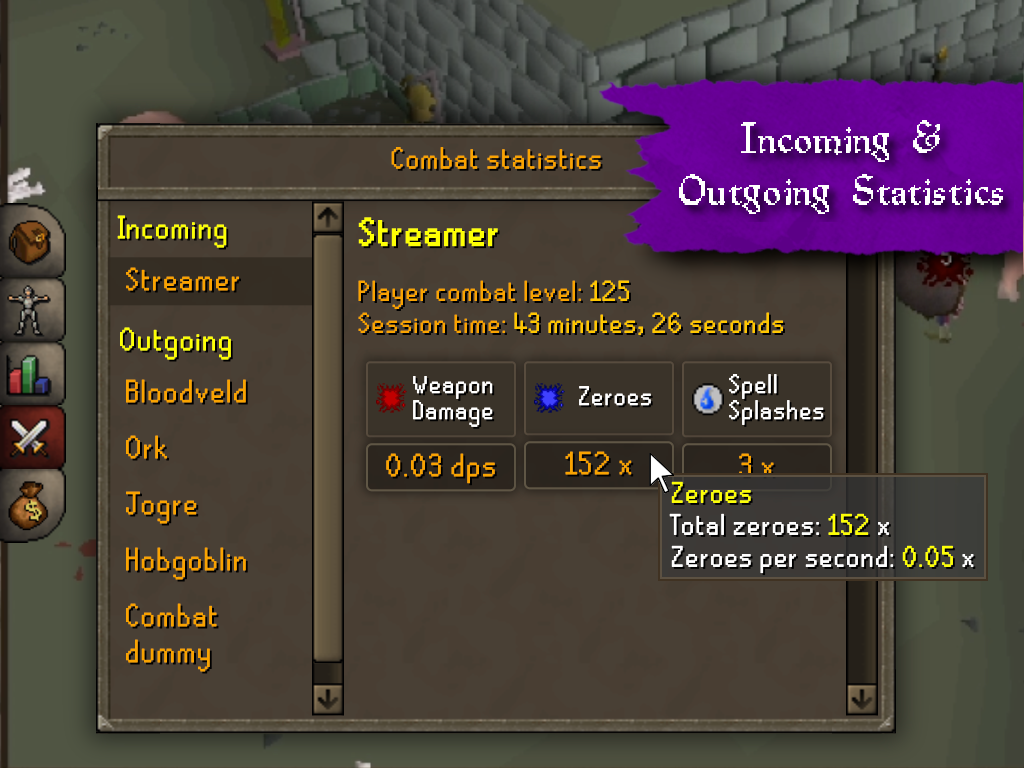 Incoming &
Outgoing Statistics
Combat statistics
Incoming
Streamer
Outgoing
Bloodveld
Ork
Jogre
Hobgoblin
Combat
dummy
Streamer
Player combat level: 125
Session time: 43 minutes, 26 seconds
Weapon
Damage
Zeroes
Spell
Splashes
0.03 dps
152 x
3 x
Zeroes
Total zeroes: 152 x
Zeroes per second: 0.05 x